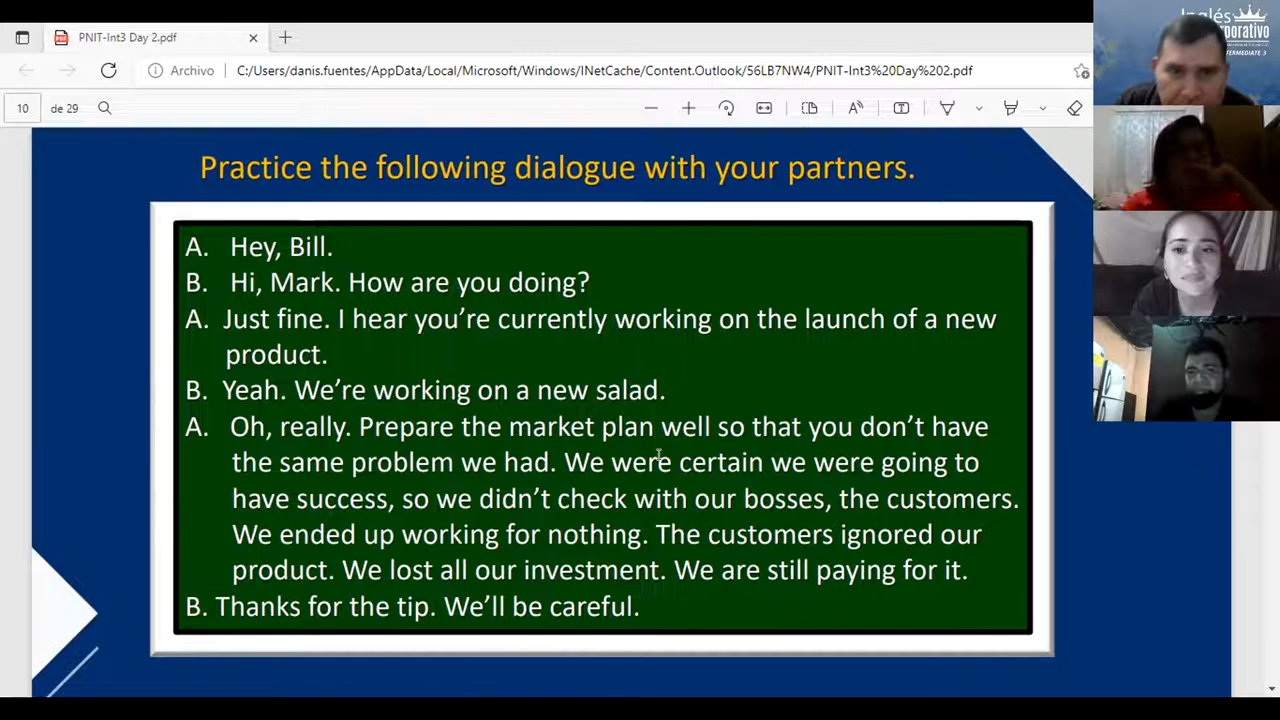 PNIT-Int3 Day 2.pdf
Archivo
C:/Users/danis.fuentes/AppData/Local/Microsoft/Windows/INetCache/Content.Outlook/56LB7NW4/PNIT-Int3%20Day%202.pdf
10 de 29
Inglés
Practice the following dialogue with your partners.
A. Hey, Bill.
B. Hi, Mark. How are you doing?
A. Just fine. I hear you’re currently working on the launch of a new
product.
B. Yeah. We’re working on a new salad.
A. Oh, really. Prepare the market plan well so that you don’t have
the same problem we had. We were certain we were going to
have success, so we didn’t check with our bosses, the customers.
We ended up working for nothing. The customers ignored our
product. We lost all our investment. We are still paying for it.
B. Thanks for the tip. We’ll be careful.